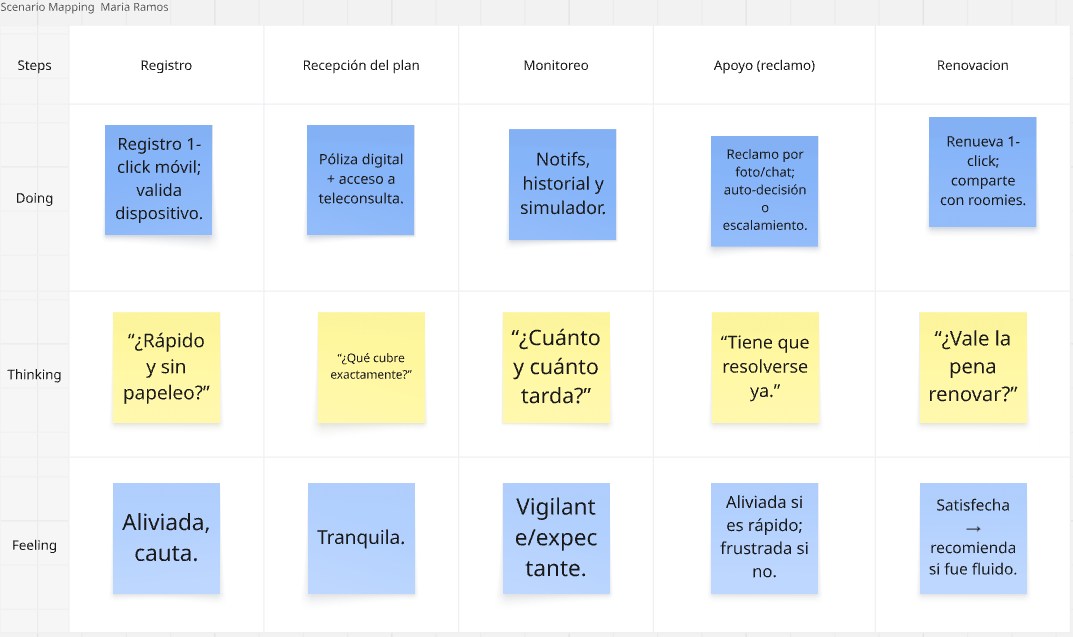 Scenario Mapping  Maria Ramos
Steps
Registro
Recepción del plan
Monitoreo
Apoyo (reclamo)
Renovacion
Doing
Registro 1-
click móvil;
valida
dispositivo.
Póliza digital
+ acceso a
teleconsulta.
Notifs,
historial y
simulador.
Reclamo por
foto/chat;
auto-decisión
o
escalamiento.
Renueva 1-
click;
comparte
con roomies.
Thinking
“¿Rápido
y sin
papeleo?”
“¿Qué cubre
exactamente?”
“¿Cuánto
y cuánto
tarda?”
“Tiene que
resolverse
ya.”
“¿Vale la
pena
renovar?”
Feeling
Aliviada,
cauta.
Tranquila.
Vigilant
e/expec
tante.
Aliviada si
es rápido;
frustrada si
no.
Satisfecha
→
recomienda
si fue fluido.